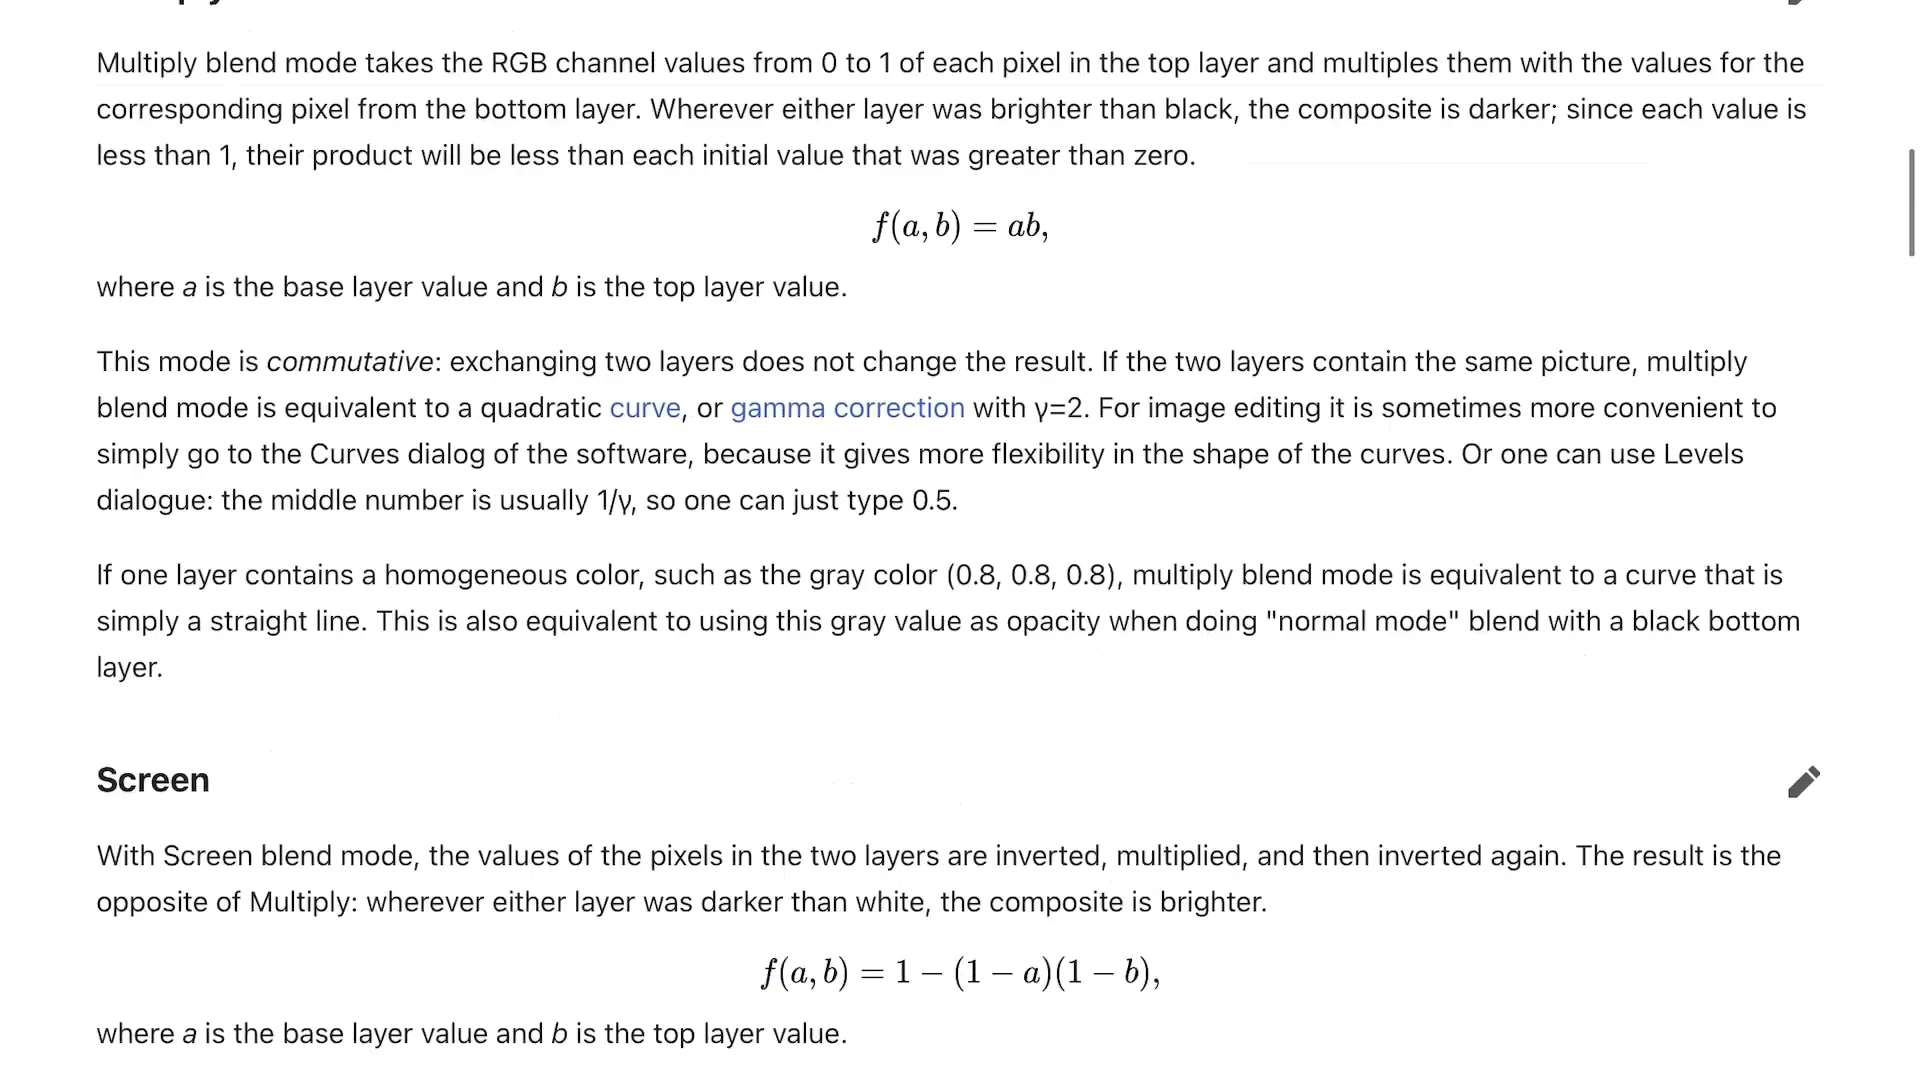 Multiply blend mode takes the RGB channel values from 0 to 1 of each pixel in the top layer and multiples them with the values for the
corresponding pixel from the bottom layer. Wherever either layer was brighter than black, the composite is darker; since each value is
less than 1, their product will be less than each initial value that was greater than zero.
f(a, b) = ab,
where a is the base layer value and b is the top layer value.
This mode is commutative: exchanging two layers does not change the result. If the two layers contain the same picture, multiply
blend mode is equivalent to a quadratic curve, or gamma correction with γ=2. For image editing it is sometimes more convenient to
simply go to the Curves dialog of the software, because it gives more flexibility in the shape of the curves. Or one can use Levels
dialogue: the middle number is usually 1/γ, so one can just type 0.5.
If one layer contains a homogeneous color, such as the gray color (0.8, 0.8, 0.8), multiply blend mode is equivalent to a curve that is
simply a straight line. This is also equivalent to using this gray value as opacity when doing "normal mode" blend with a black bottom
layer.
Screen
With Screen blend mode, the values of the pixels in the two layers are inverted, multiplied, and then inverted again. The result is the
opposite of Multiply: wherever either layer was darker than white, the composite is brighter.
f(a, b) = 1 − (1 − a)(1 − b),
where a is the base layer value and b is the top layer value.